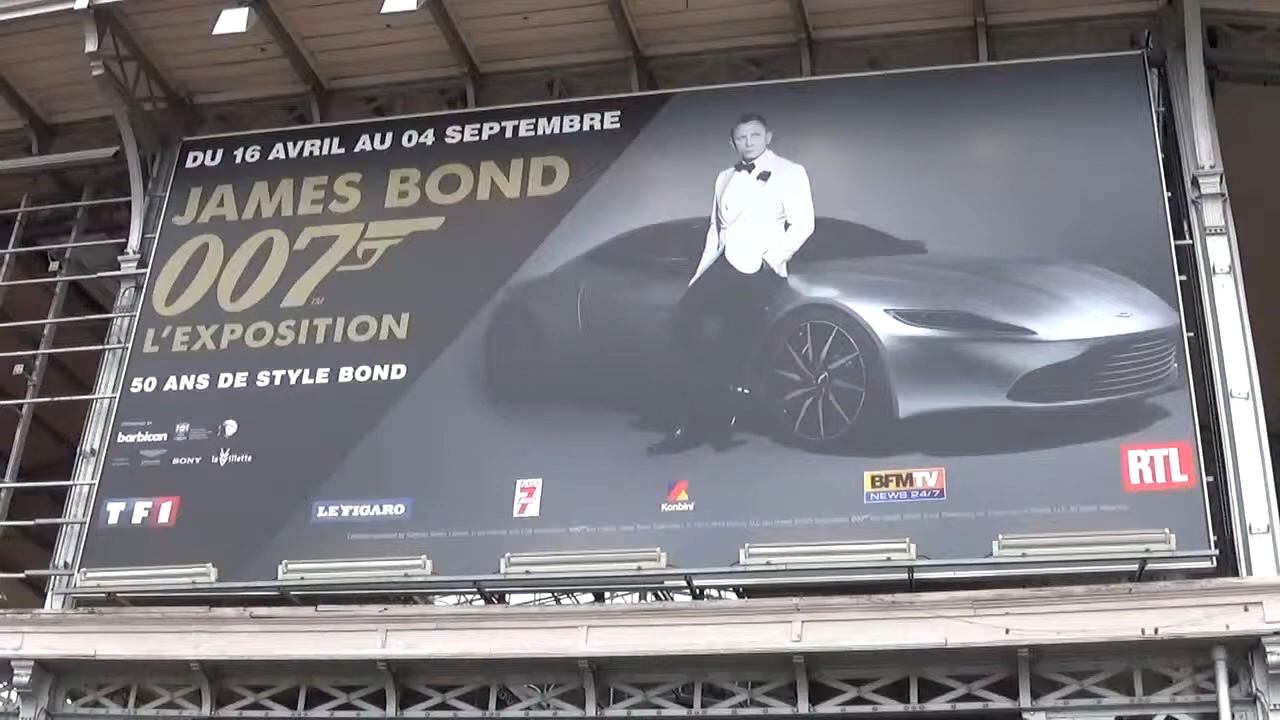 DU 16 AVRIL AU 04 SEPTEMBRE
JAMES BOND
007
TM
L'EXPOSITION
50 ANS DE STYLE BOND
barbican
SONY
la Villette
TF1
LE FIGARO
7
Konbini
BFMTV
NEWS 24/7
RTL